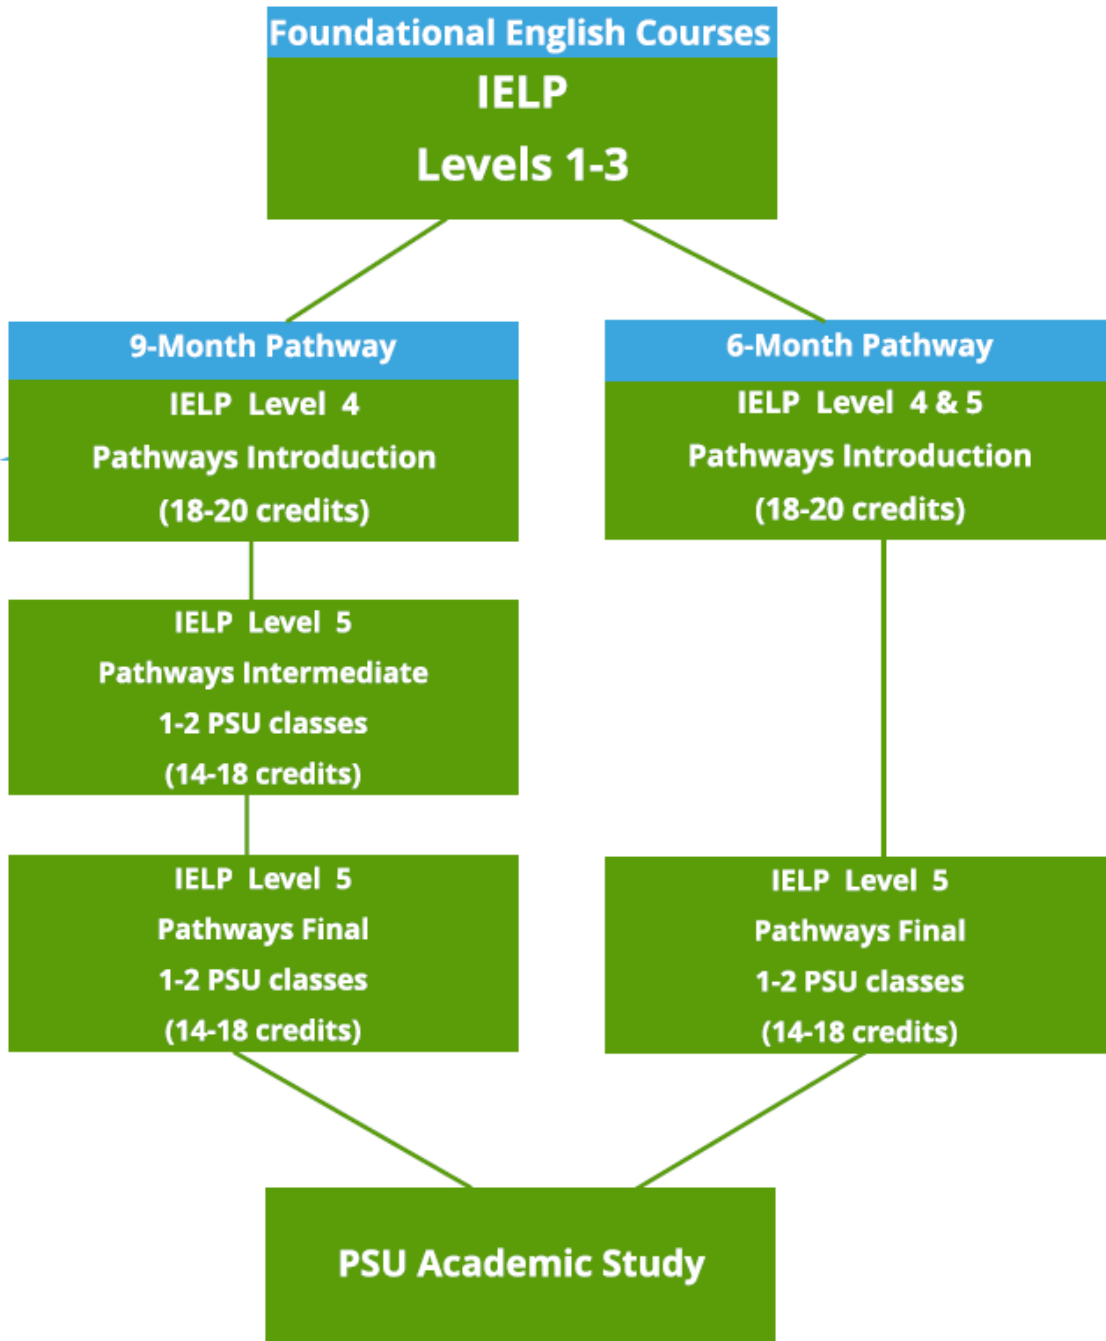 Foundational English Courses
IELP
Levels 1-3
9-Month Pathway
IELP Level 4
Pathways Introduction
(18-20 credits)
IELP Level 5
Pathways Intermediate
1-2 PSU classes
(14-18 credits)
IELP Level 5
Pathways Final
1-2 PSU classes
(14-18 credits)
6-Month Pathway
IELP Level 4 & 5
Pathways Introduction
(18-20 credits)
IELP Level 5
Pathways Final
1-2 PSU classes
(14-18 credits)
PSU Academic Study